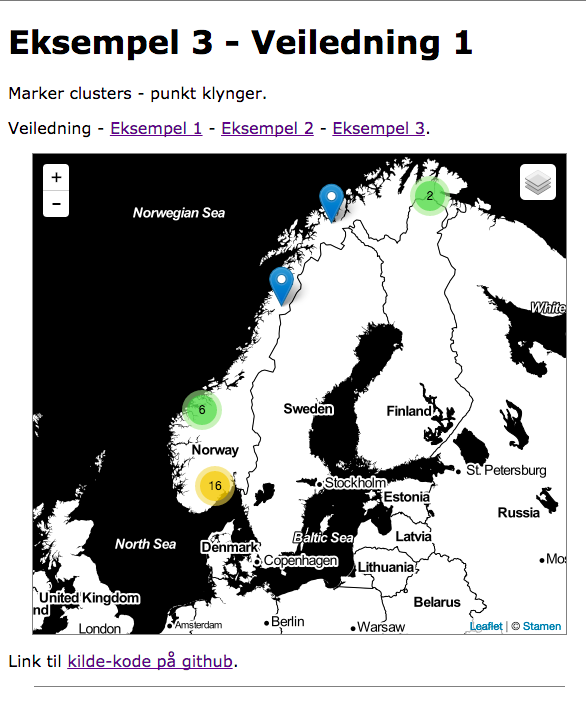 Eksempel 3 - Veiledning 1
Marker clusters - punkt klynger.
Veiledning - Eksempel 1 - Eksempel 2 - Eksempel 3.
+
-
2
Norwegian Sea
White
6
Sweden
Finland
Norway
16
St. Petersburg
Stockholm
Estonia
Russia
Baltic Sea
Latvia
North Sea
Denmark
Copenhagen
Mos
Lithuania
United Kingdom
nd
Belarus
London
Amsterdam
Berlin
Warsaw
Leaflet | © Stamen
Link til kilde-kode på github.